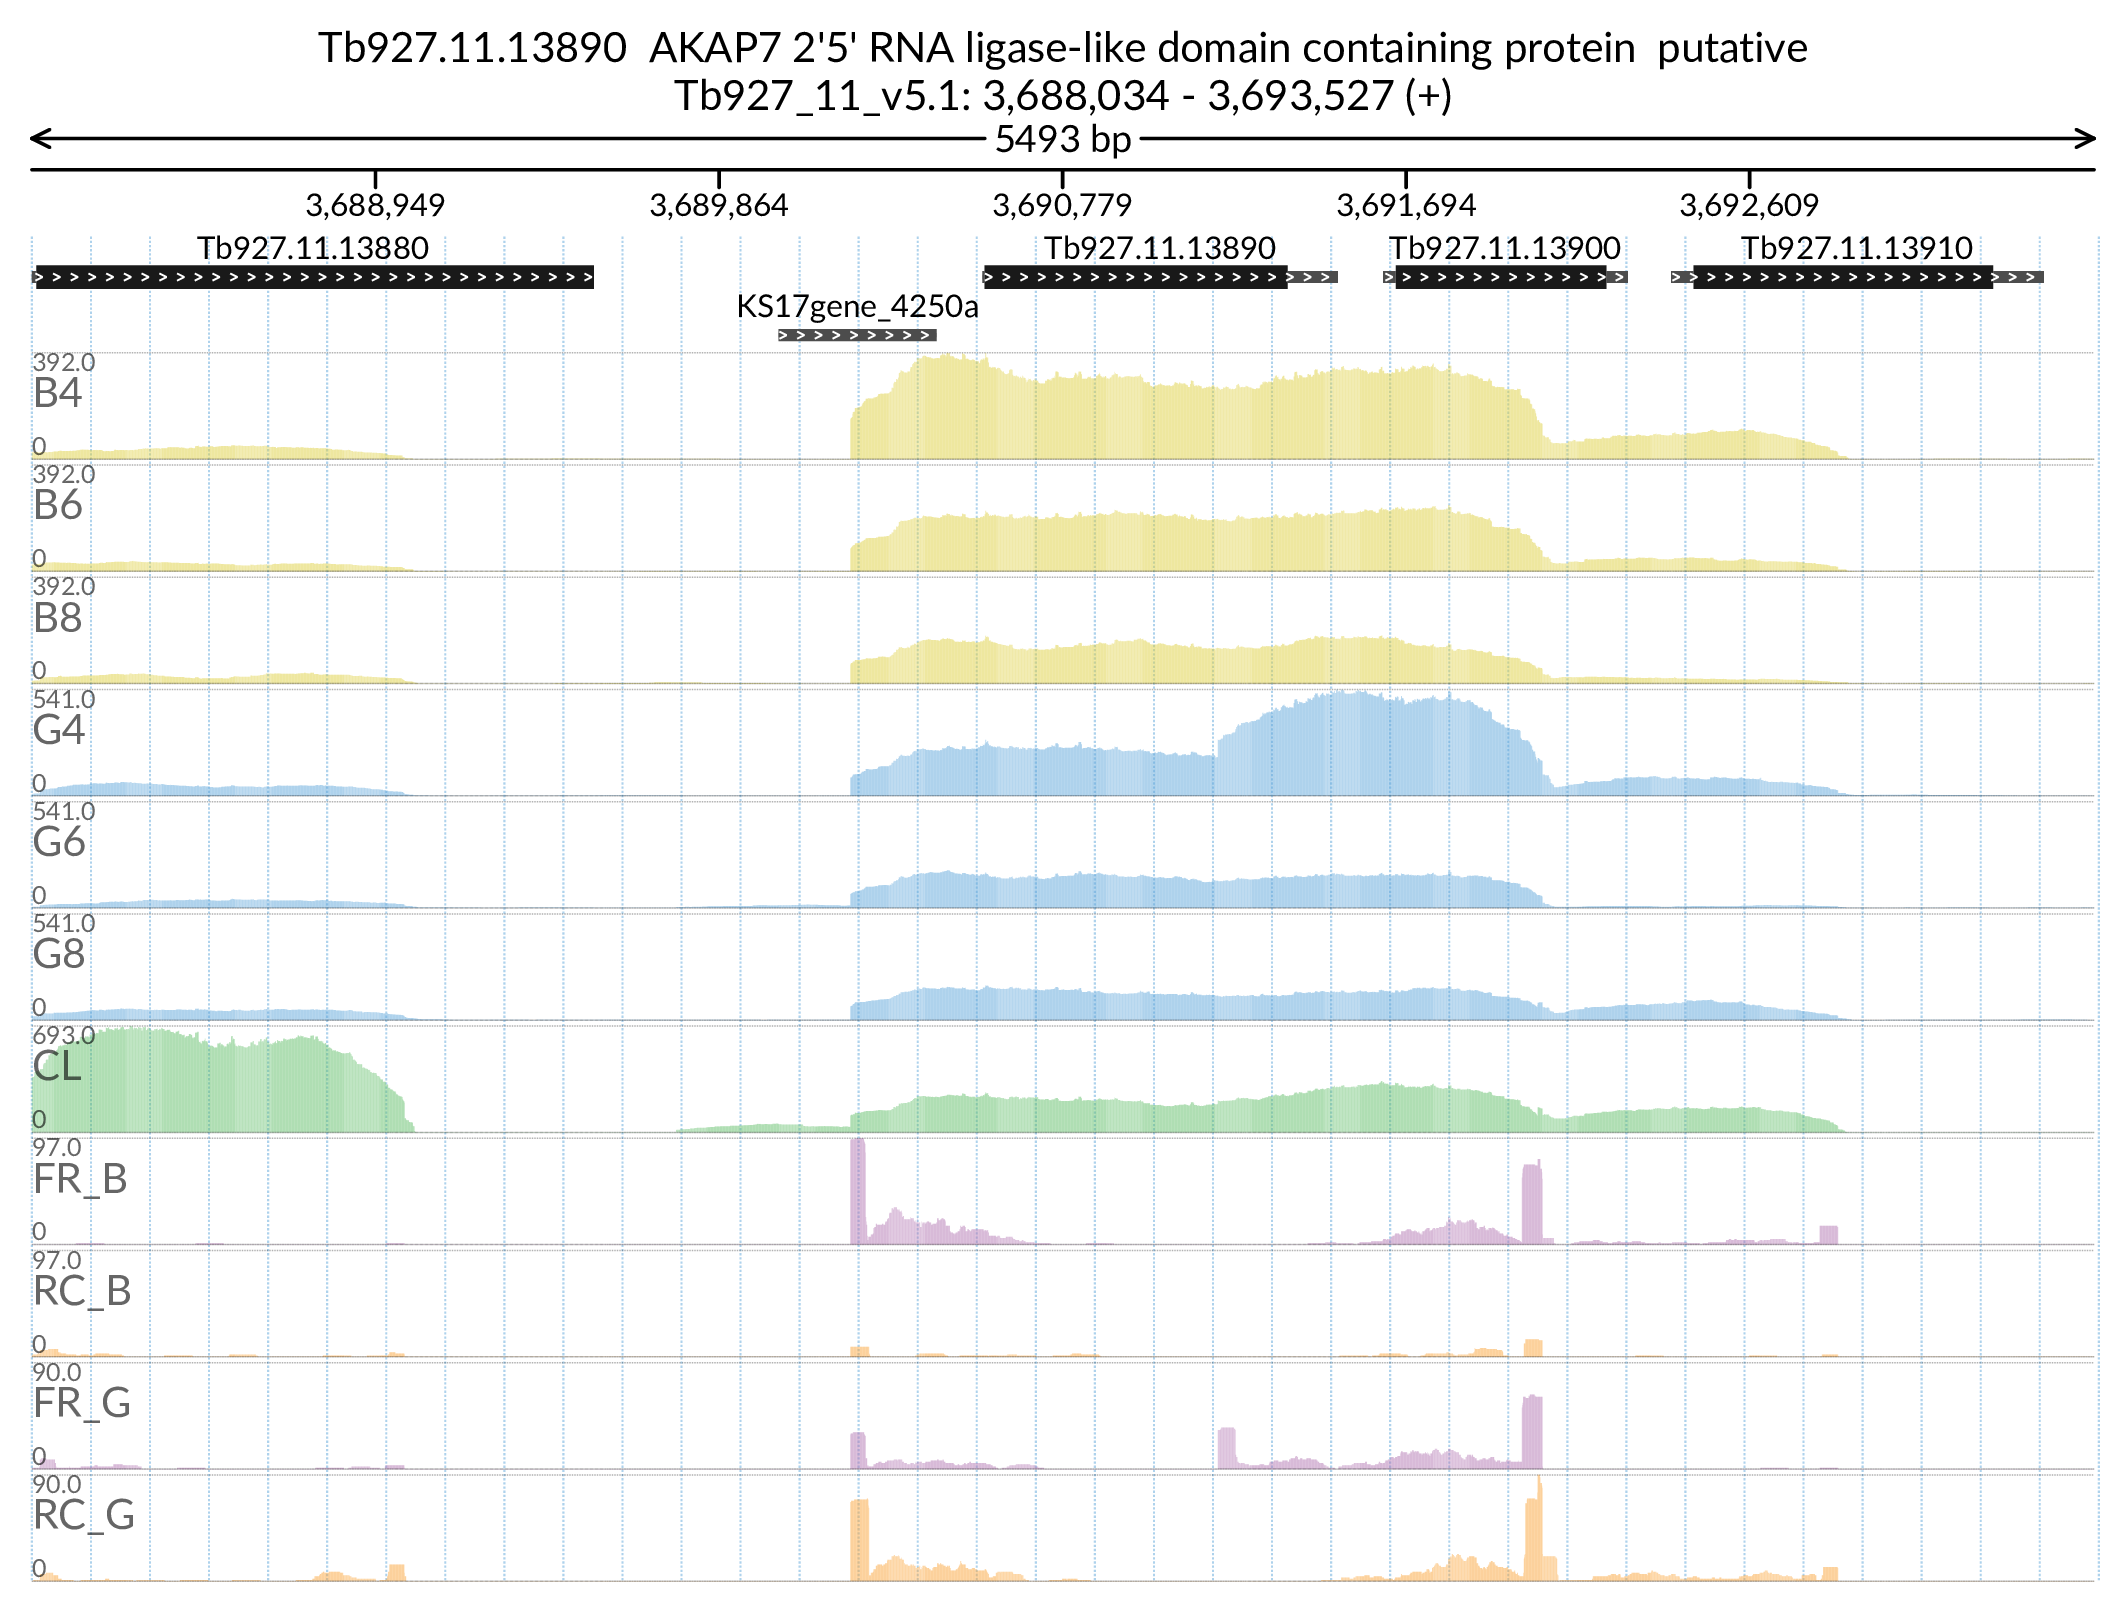 Tb927.11.13890  AKAP7 2'5' RNA ligase-like domain containing protein  putative
Tb927_11_v5.1: 3,688,034 - 3,693,527 (+)
5493 bp
3,688,949 3,689,864 3,690,779 3,691,694 3,692,609
Tb927.11.13880 Tb927.11.13890 Tb927.11.13900 Tb927.11.13910
KS17gene_4250a
392.0
B4
0
392.0
B6
0
392.0
B8
0
541.0
G4
0
541.0
G6
0
541.0
G8
0
693.0
CL
0
97.0
FR_B
0
97.0
RC_B
0
90.0
FR_G
0
90.0
RC_G
0